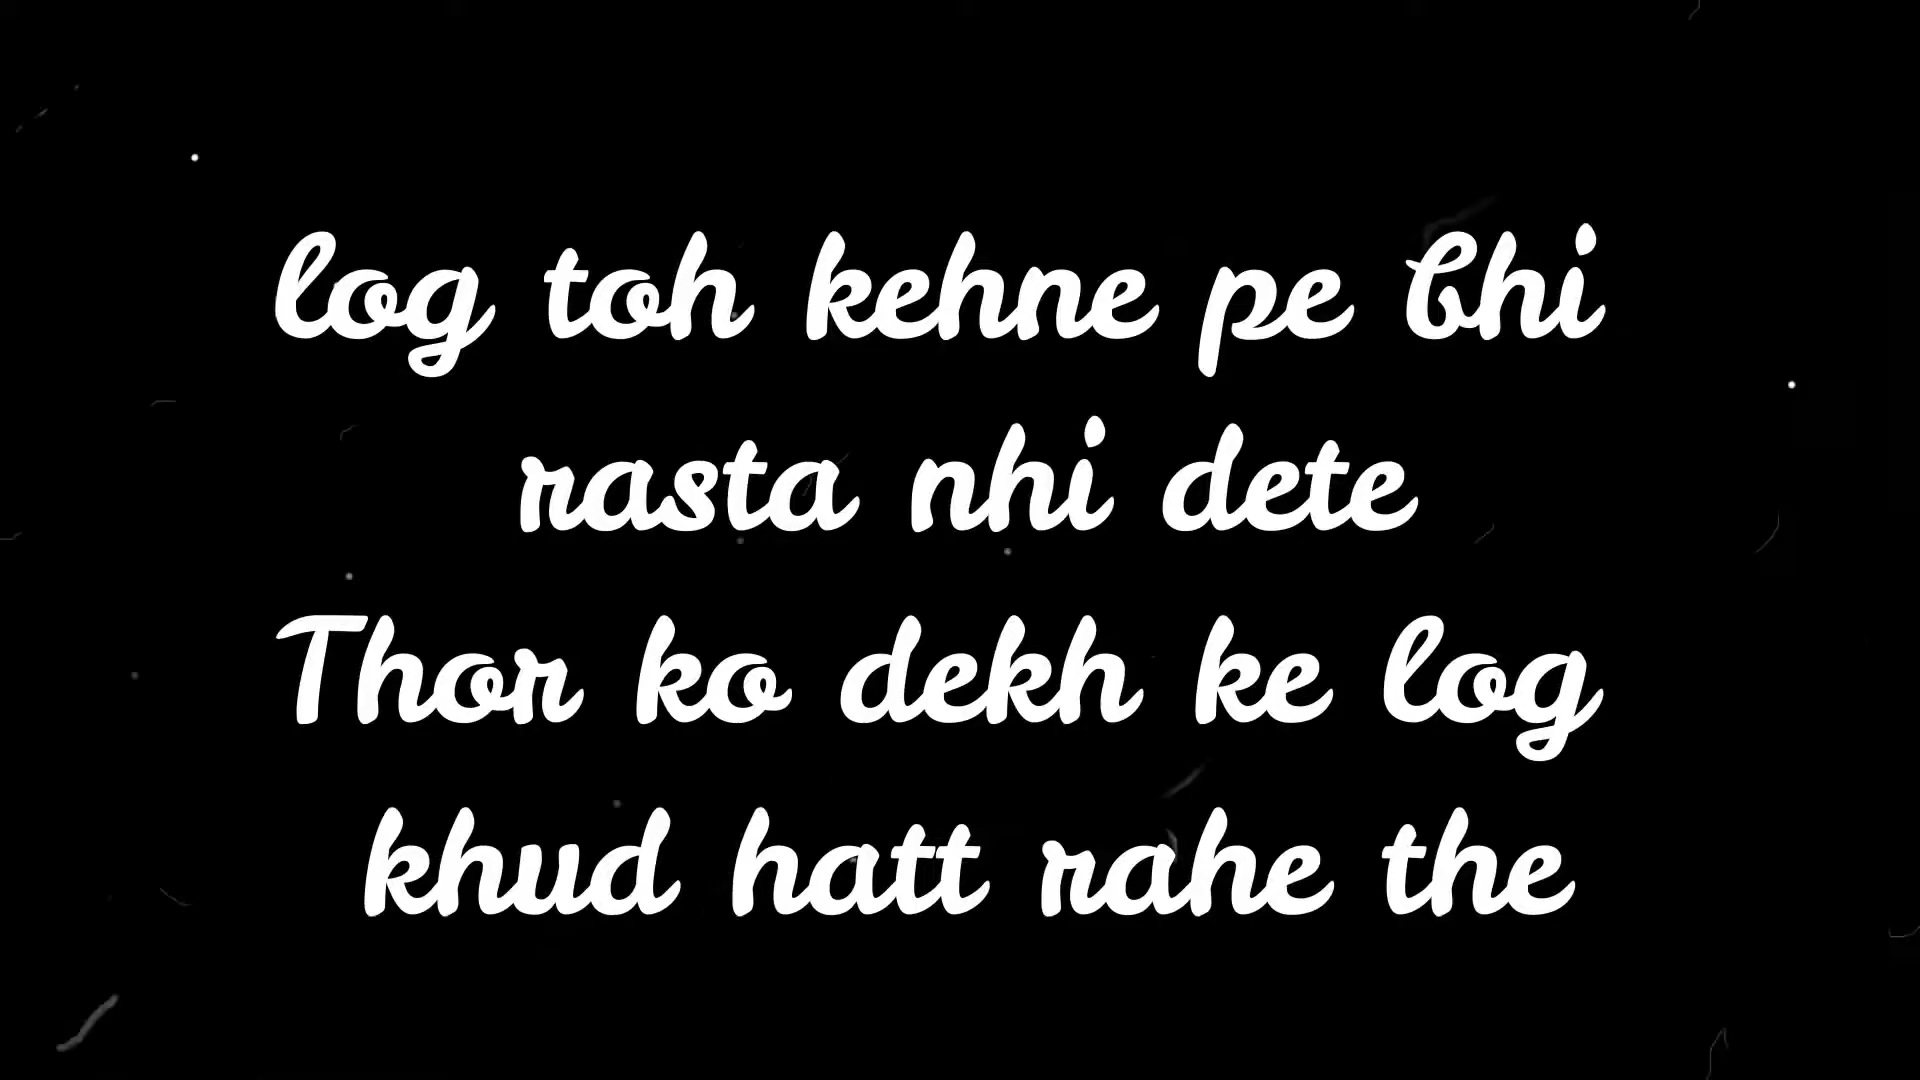 log toh kehne pe bhi
rasta nhi dete
Thor ko dekh ke log
khud hatt rahe the